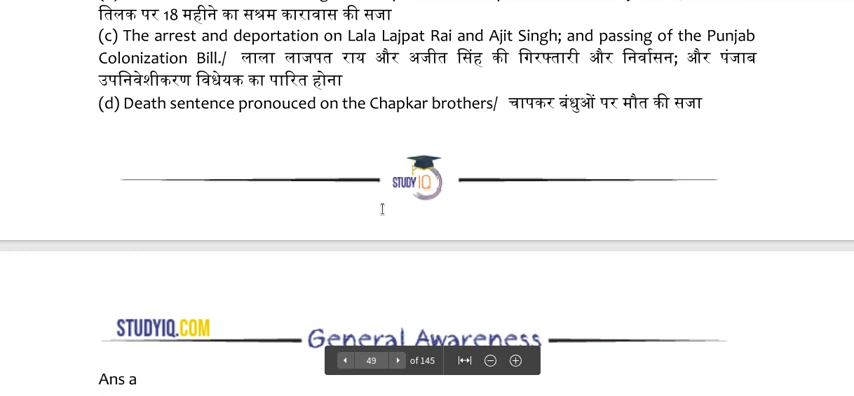 तिलक पर 18 महीने का सश्रम कारावास की सजा
(c) The arrest and deportation on Lala Lajpat Rai and Ajit Singh; and passing of the Punjab
Colonization Bill./ लाला लाजपत राय और अजीत सिंह की गिरफ्तारी और निर्वासन; और पंजाब
उपनिवेशीकरण विधेयक का पारित होना
(d) Death sentence pronouced on the Chapkar brothers/ चापकर बंधुओं पर मौत की सजा
STUDY IQ
STUDYIQ.COM
General Awareness
49 of 145
Ans a